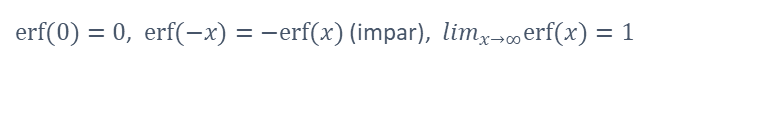 erf(0) = 0, erf(−x) = −erf(x) (impar), lim_{x→∞} erf(x) = 1